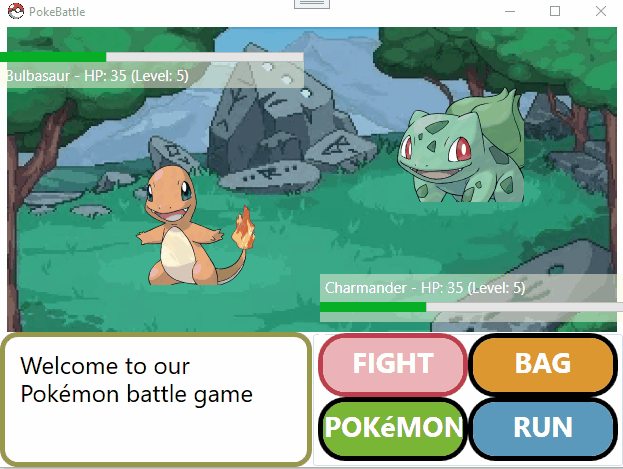 PokeBattle
Bulbasaur - HP: 35 (Level: 5)
Charmander - HP: 35 (Level: 5)
Welcome to our
Pokémon battle game
FIGHT
BAG
POKéMON
RUN